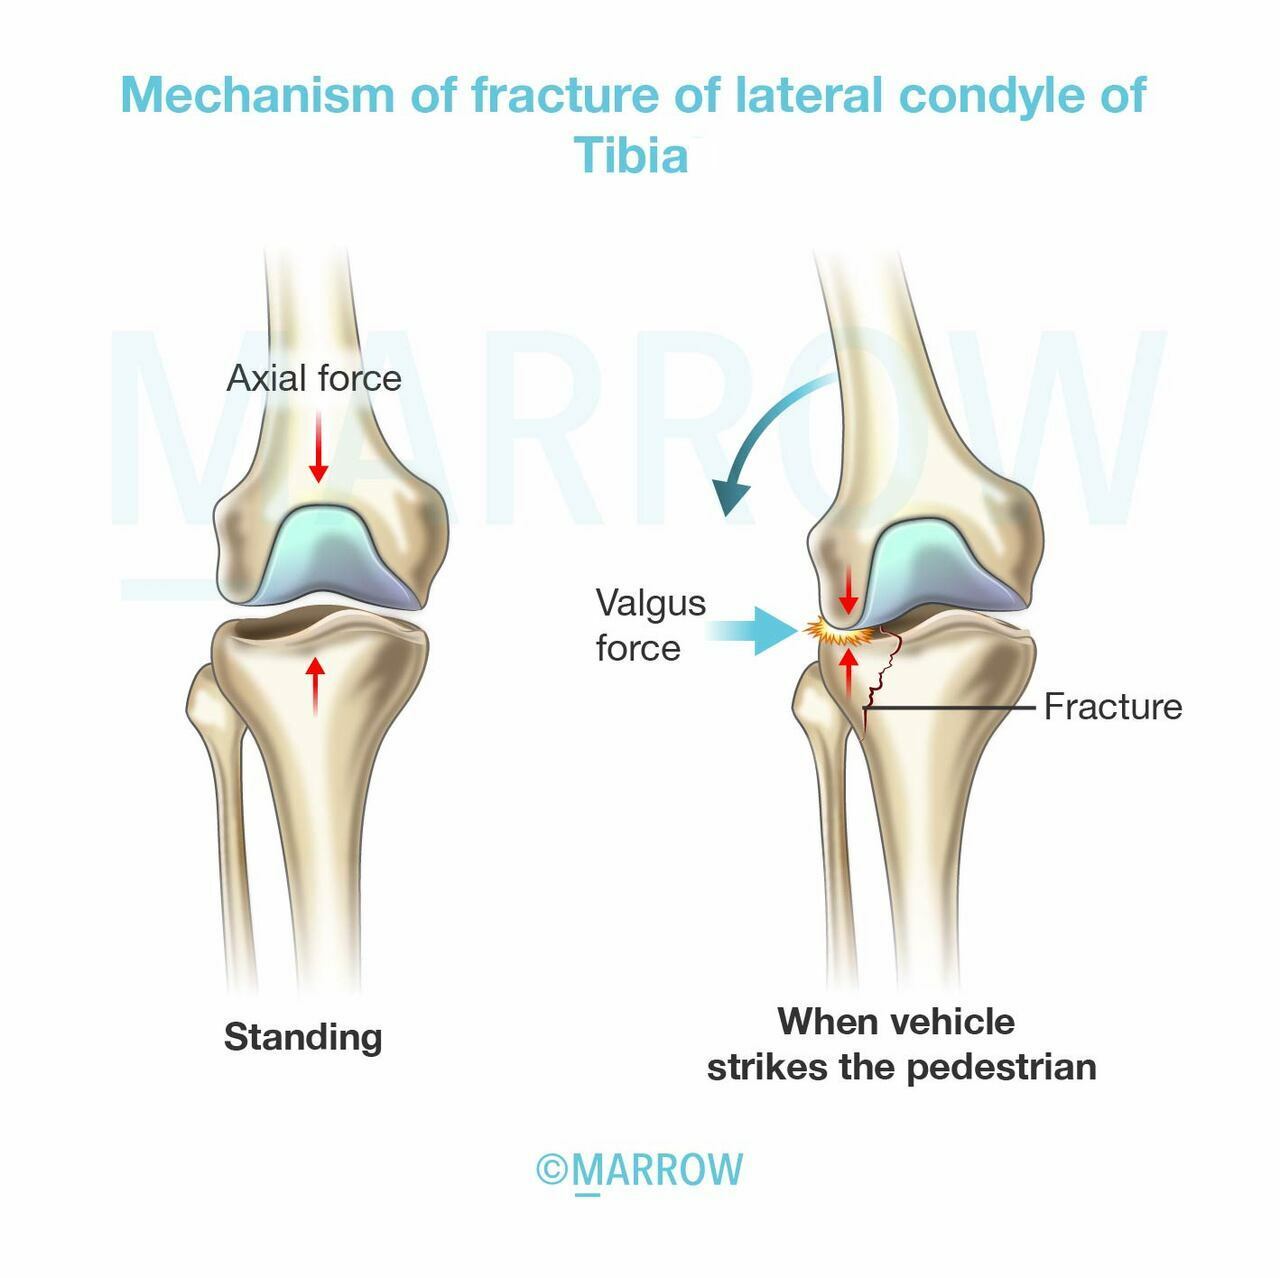 Mechanism of fracture of lateral condyle of
Tibia
MARROW
Axial force
Valgus
force
Fracture
Standing
When vehicle
strikes the pedestrian
©MARROW